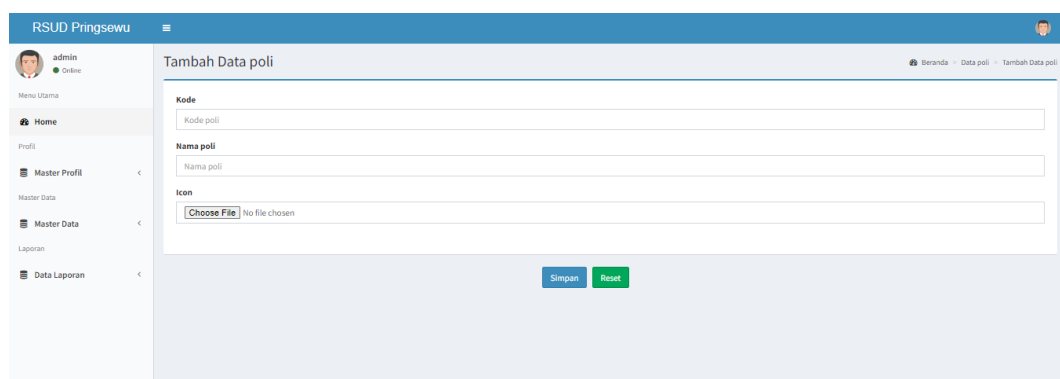 RSUD Pringsewu
admin
Online
Menu Utama
Home
Profil
Master Profil
Master Data
Master Data
Laporan
Data Laporan
Tambah Data poli
Beranda > Data poli > Tambah Data poli
Kode
Kode poli
Nama poli
Nama poli
Icon
Choose File No file chosen
Simpan Reset